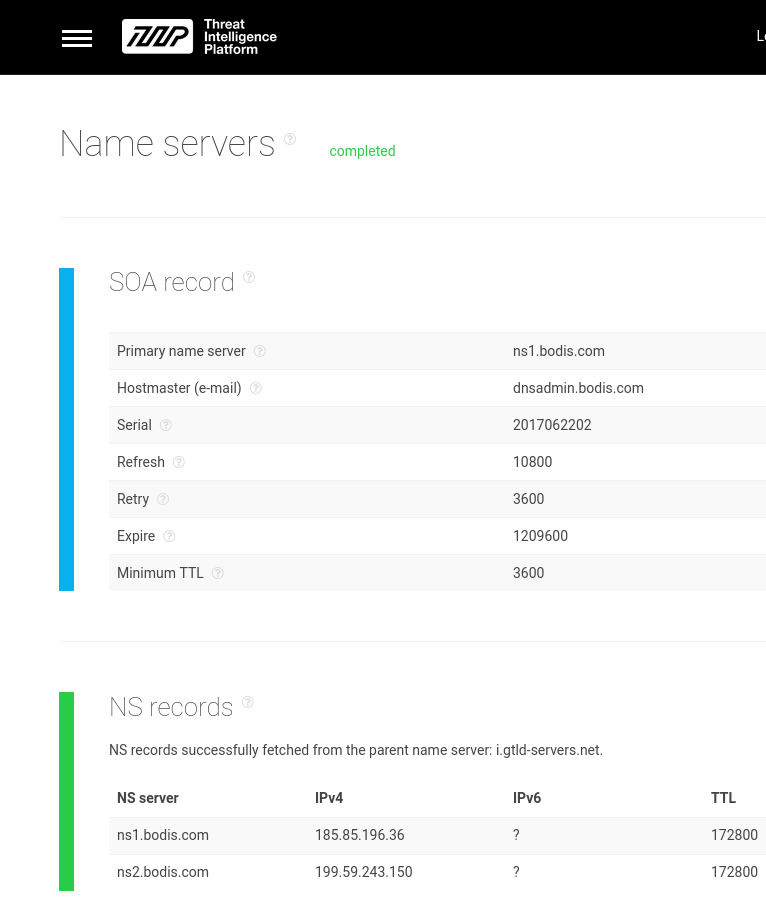 Threat
Intelligence
Platform
Name servers ? completed
SOA record ?
Primary name server ? ns1.bodis.com
Hostmaster (e-mail) ? dnsadmin.bodis.com
Serial ? 2017062202
Refresh ? 10800
Retry ? 3600
Expire ? 1209600
Minimum TTL ? 3600
NS records ?
NS records successfully fetched from the parent name server: i.gtld-servers.net.
NS server IPv4 IPv6 TTL
ns1.bodis.com 185.85.196.36 ? 172800
ns2.bodis.com 199.59.243.150 ? 172800